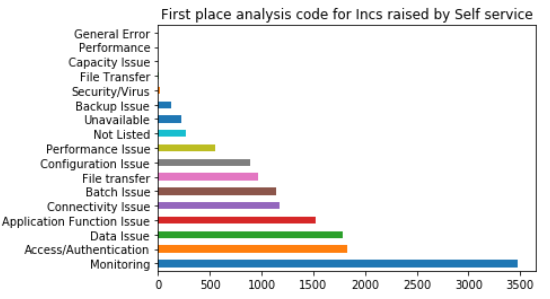 First place analysis code for Incs raised by Self service
General Error
Performance
Capacity Issue
File Transfer
Security/Virus
Backup Issue
Unavailable
Not Listed
Performance Issue
Configuration Issue
File transfer
Batch Issue
Connectivity Issue
Application Function Issue
Data Issue
Access/Authentication
Monitoring
0 500 1000 1500 2000 2500 3000 3500